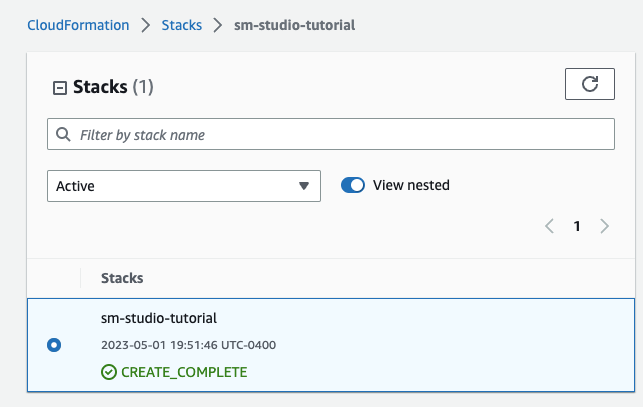 CloudFormation > Stacks > sm-studio-tutorial
Stacks (1)
Filter by stack name
Active
View nested
1
Stacks
sm-studio-tutorial
2023-05-01 19:51:46 UTC-0400
CREATE_COMPLETE